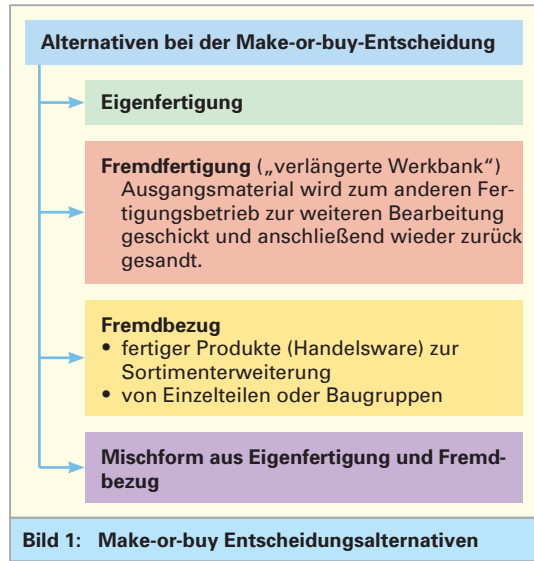 Alternativen bei der Make-or-buy-Entscheidung
Eigenfertigung
Fremdfertigung („verlängerte Werkbank“)
Ausgangsmaterial wird zum anderen Fer-
tigungsbetrieb zur weiteren Bearbeitung
geschickt und anschließend wieder zurück
gesandt.
Fremdbezug
• fertiger Produkte (Handelsware) zur
Sortimenterweiterung
• von Einzelteilen oder Baugruppen
Mischform aus Eigenfertigung und Fremd-
bezug
Bild 1: Make-or-buy Entscheidungsalternativen